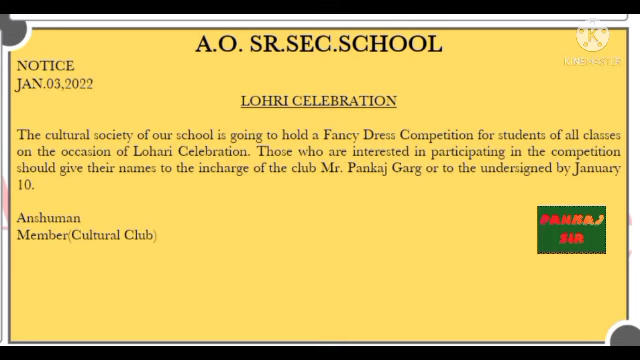 A.O. SR.SEC.SCHOOL
NOTICE
JAN.03,2022
LOHRI CELEBRATION
The cultural society of our school is going to hold a Fancy Dress Competition for students of all classes
on the occasion of Lohari Celebration. Those who are interested in participating in the competition
should give their names to the incharge of the club Mr. Pankaj Garg or to the undersigned by January
10.
Anshuman
Member(Cultural Club)
PANKAJ
SIR